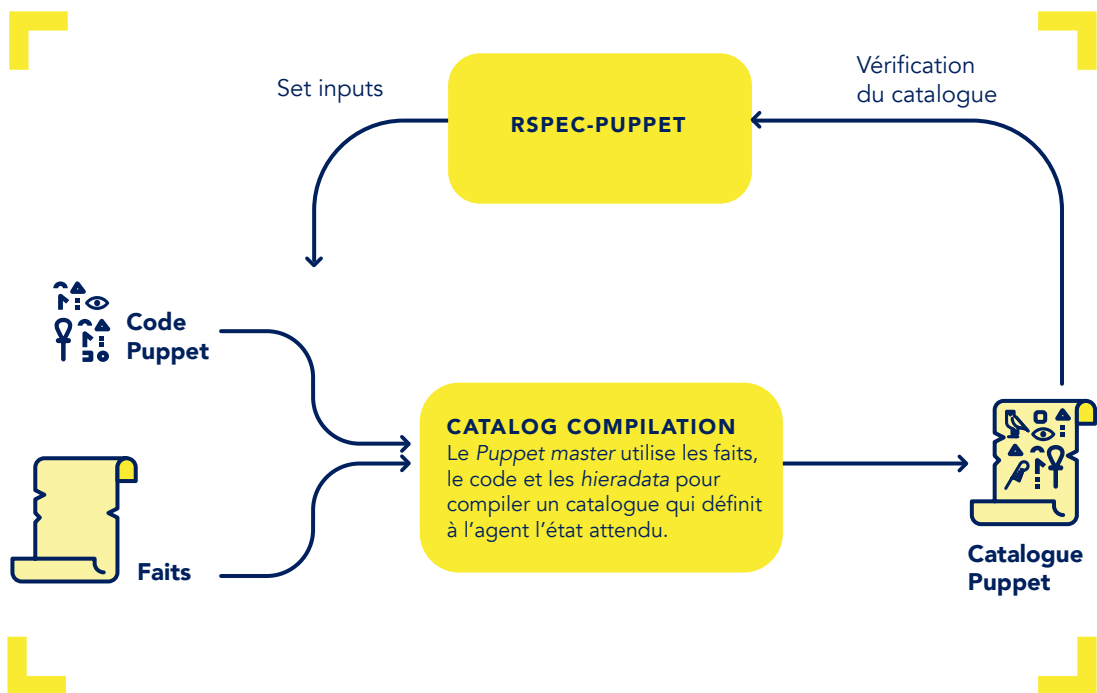 Set inputs
RSPEC-PUPPET
Vérification
du catalogue
Code
Puppet
CATALOG COMPILATION
Le Puppet master utilise les faits,
le code et les hieradata pour
compiler un catalogue qui définit
à l'agent l'état attendu.
Faits
Catalogue
Puppet